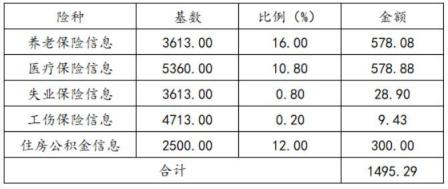 险种 基数 比例(%) 金额
养老保险信息 3613.00 16.00 578.08
医疗保险信息 5360.00 10.80 578.88
失业保险信息 3613.00 0.80 28.90
工伤保险信息 4713.00 0.20 9.43
住房公积金信息 2500.00 12.00 300.00
合计 1495.29